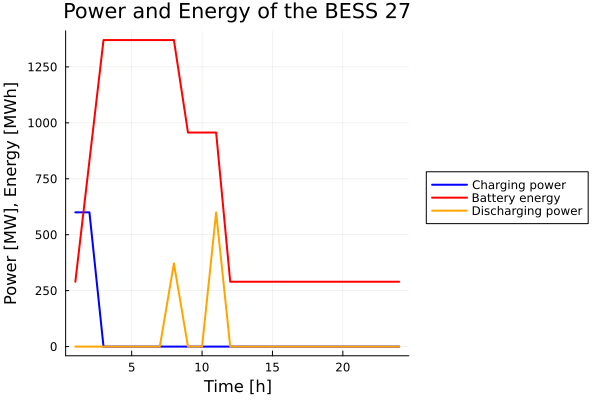 Power and Energy of the BESS 27
Power [MW], Energy [MWh]
1250
1000
750
500
250
0
5
10
15
20
Time [h]
Charging power
Battery energy
Discharging power